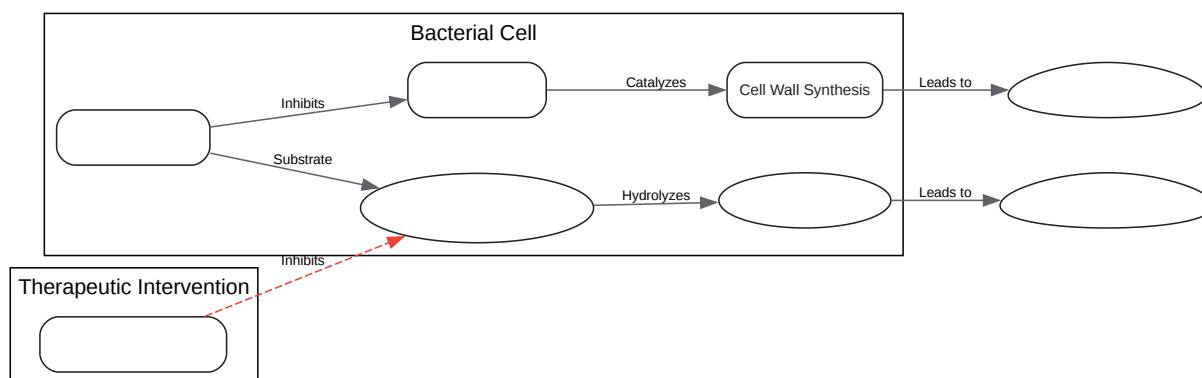 Bacterial Cell
Inhibits
Catalyzes
Cell Wall Synthesis
Leads to
Substrate
Hydrolyzes
Leads to
Inhibits
Therapeutic Intervention